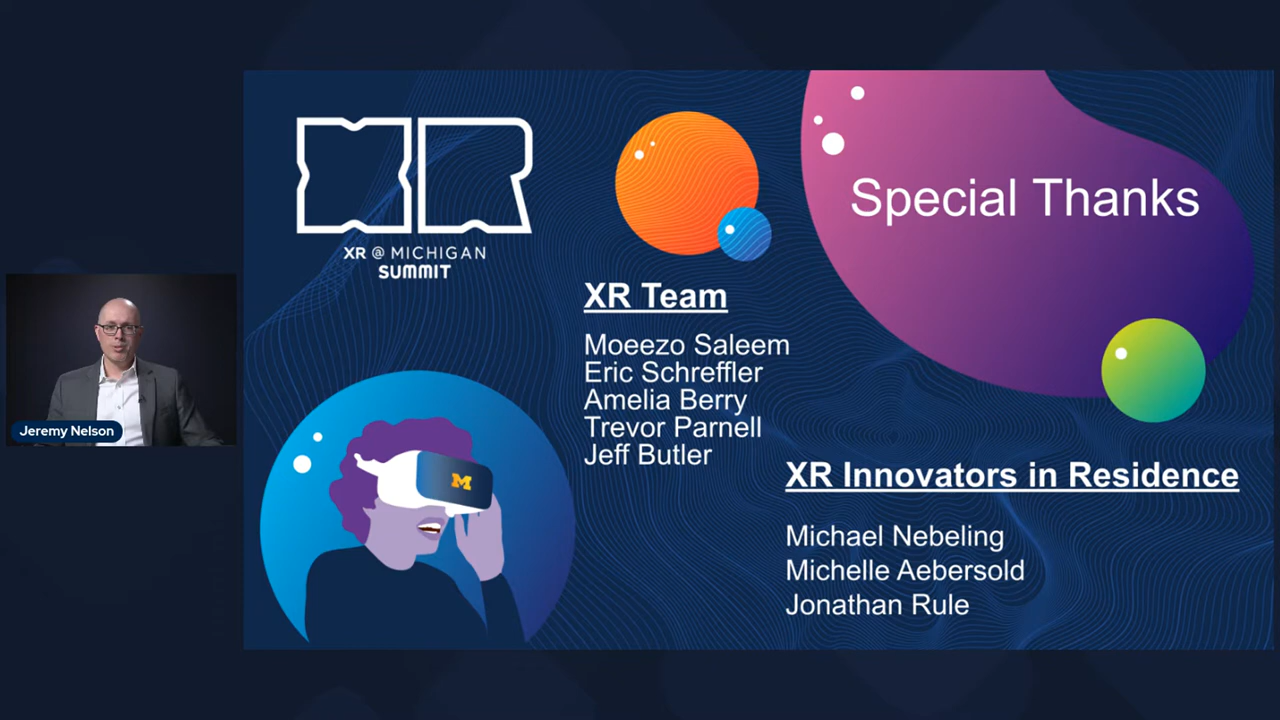 XR
XR @ MICHIGAN
SUMMIT
Special Thanks
XR Team
Moeezo Saleem
Eric Schreffler
Amelia Berry
Trevor Parnell
Jeff Butler
Jeremy Nelson
M
XR Innovators in Residence
Michael Nebeling
Michelle Aebersold
Jonathan Rule